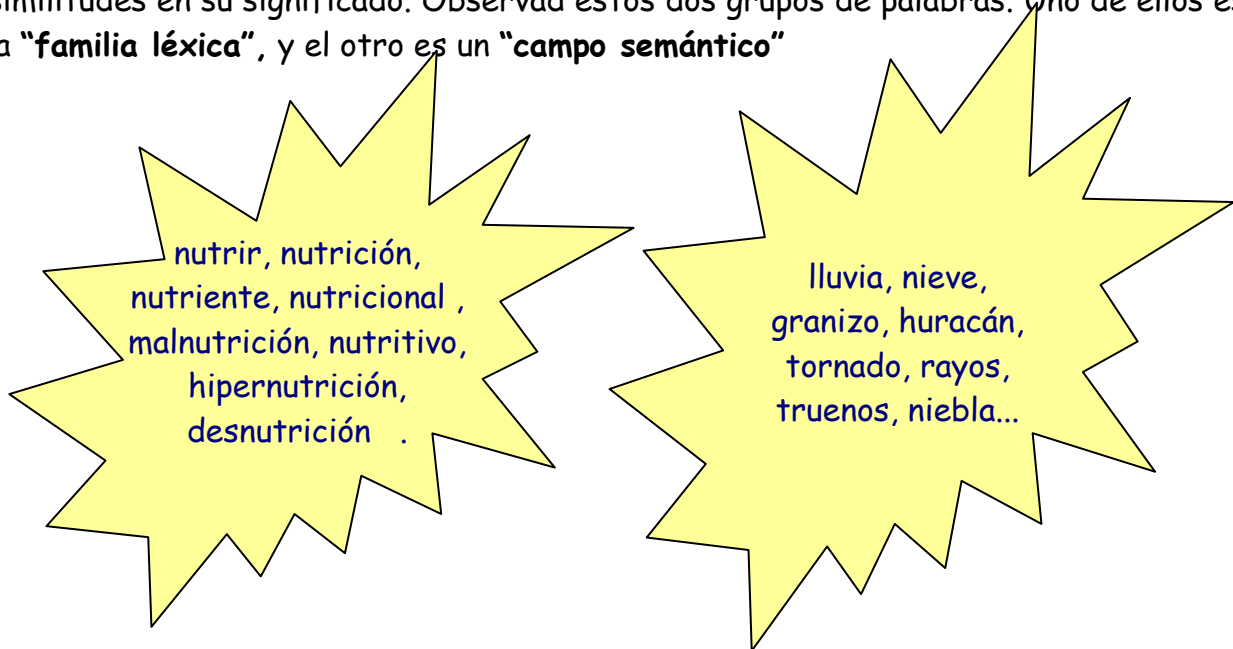 similitudes en su significado. Observad estos dos grupos de palabras. Uno de ellos es
a “familia léxica”, y el otro es un “campo semántico”
nutrir, nutrición,
nutriente, nutricional ,
malnutrición, nutritivo,
hipernutrición,
desnutrición .
lluvia, nieve,
granizo, huracán,
tornado, rayos,
truenos, niebla...